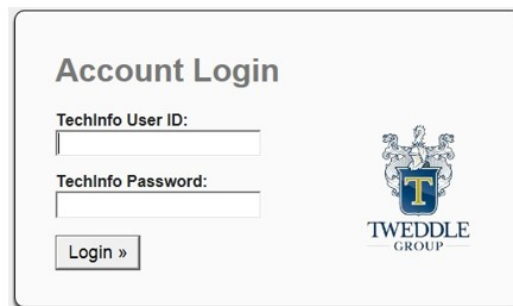 Account Login
TechInfo User ID:
TechInfo Password:
Login »
T
TWEDDLE
GROUP